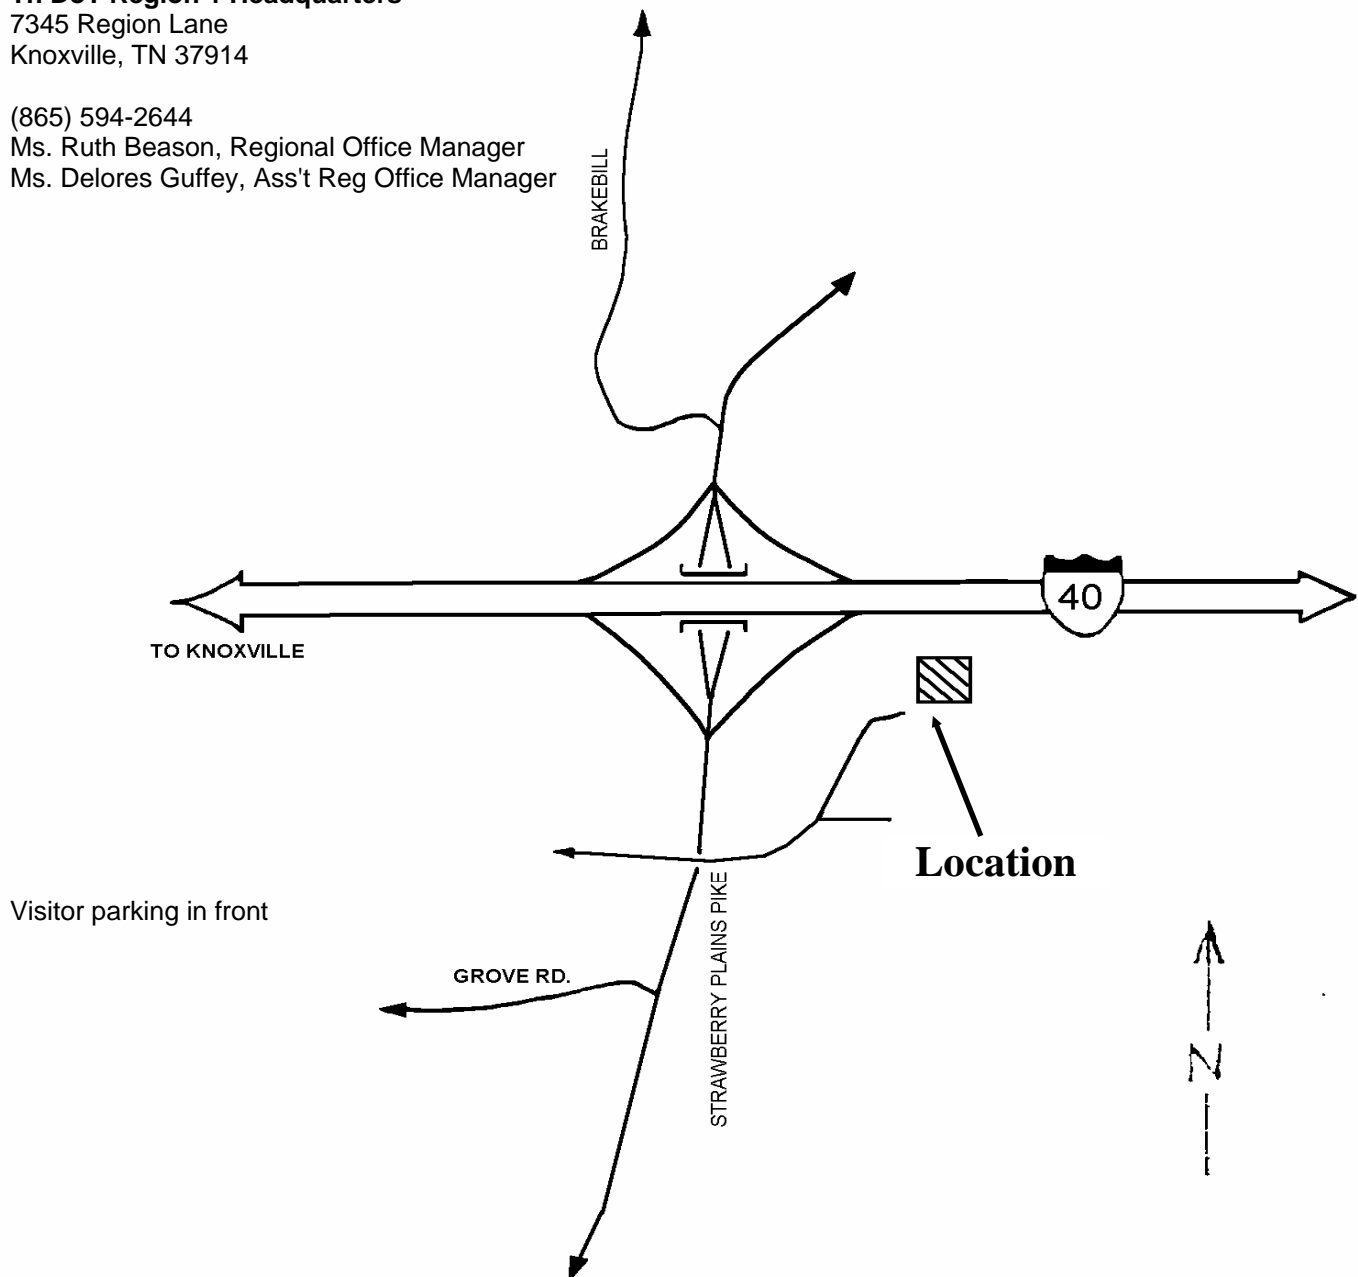 7345 Region Lane
Knoxville, TN 37914
(865) 594-2644
Ms. Ruth Beason, Regional Office Manager
Ms. Delores Guffey, Ass't Reg Office Manager
BRAKEBILL
40
TO KNOXVILLE
Location
Visitor parking in front
GROVE RD.
STRAWBERRY PLAINS PIKE
N